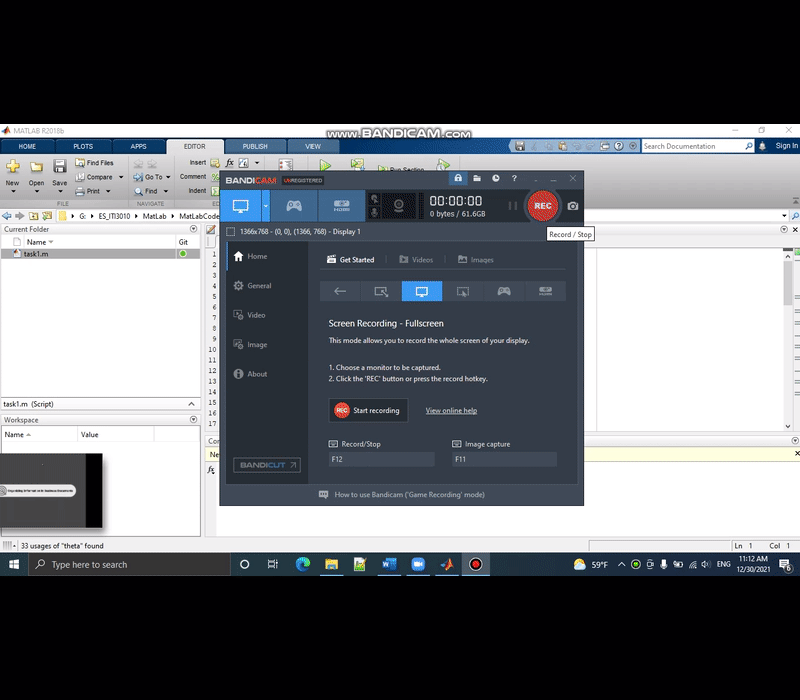 MATLAB R2018b
www.BANDICAM.com
HOME PLOTS APPS EDITOR PUBLISH VIEW
Search Documentation
Sign In
New Open Save
Find Files
Compare
Print
Go To
Find
Insert
Comment
Indent
Run Section
FILE NAVIGATE
G: ES_ITI3010 MatLab MatLabCode
Current Folder
Name Git
task1.m
task1.m (Script)
Workspace
Name Value
33 usages of "theta" found
Ln 1 Col 1
1
2
3
4
5
6
7
8
9
10
11
12
13
14
15
16
17
BANDICAM UNREGISTERED
HDMI
00:00:00
0 bytes / 61.6GB
REC
Record / Stop
1366x768 - (0, 0), (1366, 768) - Display 1
Home
General
Video
Image
About
BANDICUT
Get Started Videos Images
Screen Recording - Fullscreen
This mode allows you to record the whole screen of your display.
1. Choose a monitor to be captured.
2. Click the 'REC' button or press the record hotkey.
REC Start recording
View online help
Record/Stop
F12
Image capture
F11
How to use Bandicam ('Game Recording' mode)
Type here to search
59°F
ENG
11:12 AM
12/30/2021
6